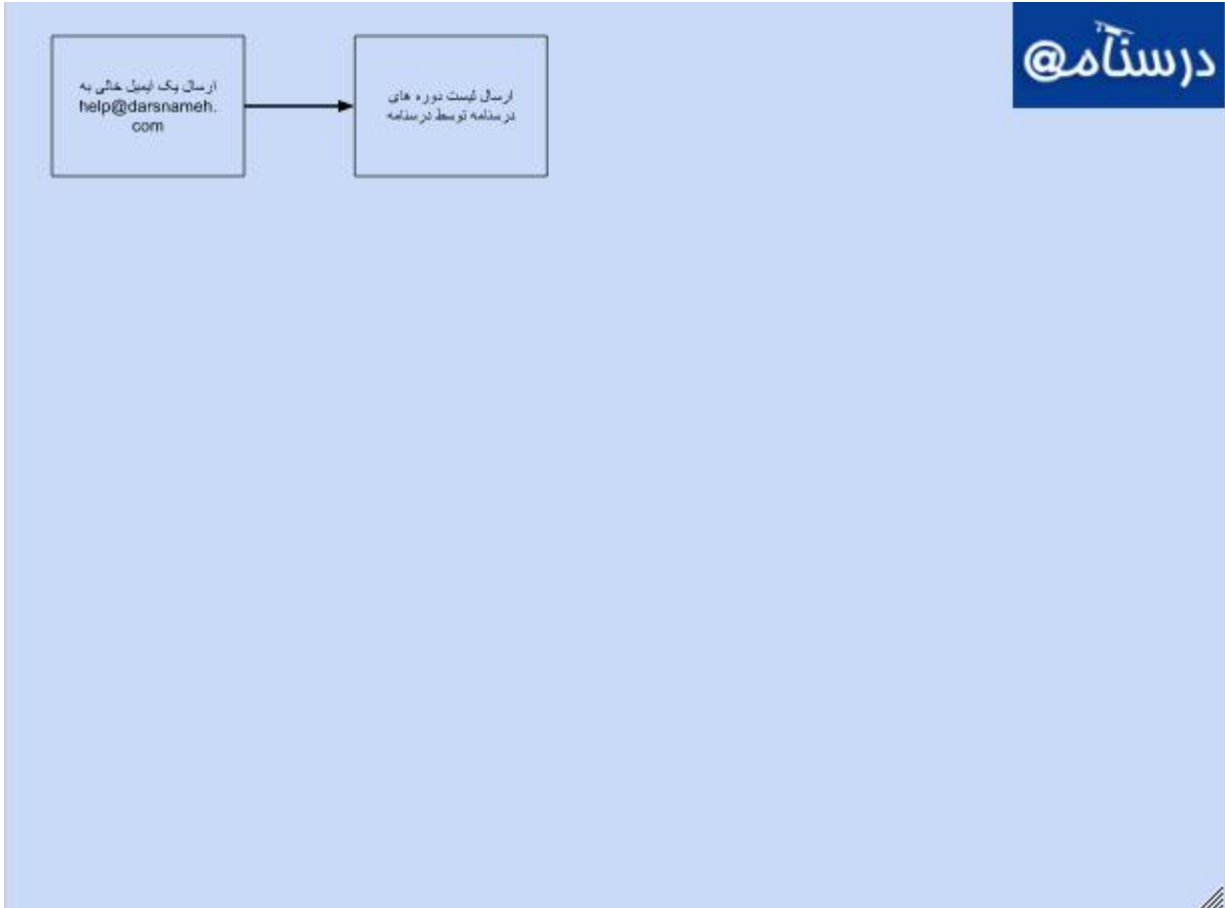 درسنامه@
ارسال یک ایمیل خالی به
help@darsnameh.
com
ارسال لیست دوره های
درسنامه توسط درسنامه